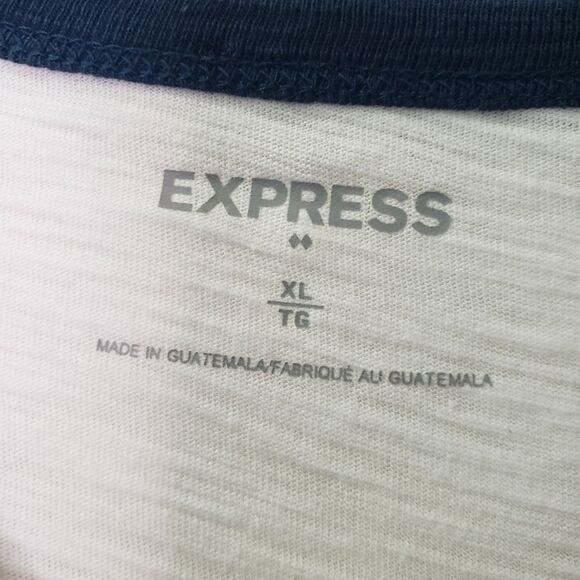 EXPRESS
XL
TG
MADE IN GUATEMALA/FABRIQUÉ AU GUATEMALA